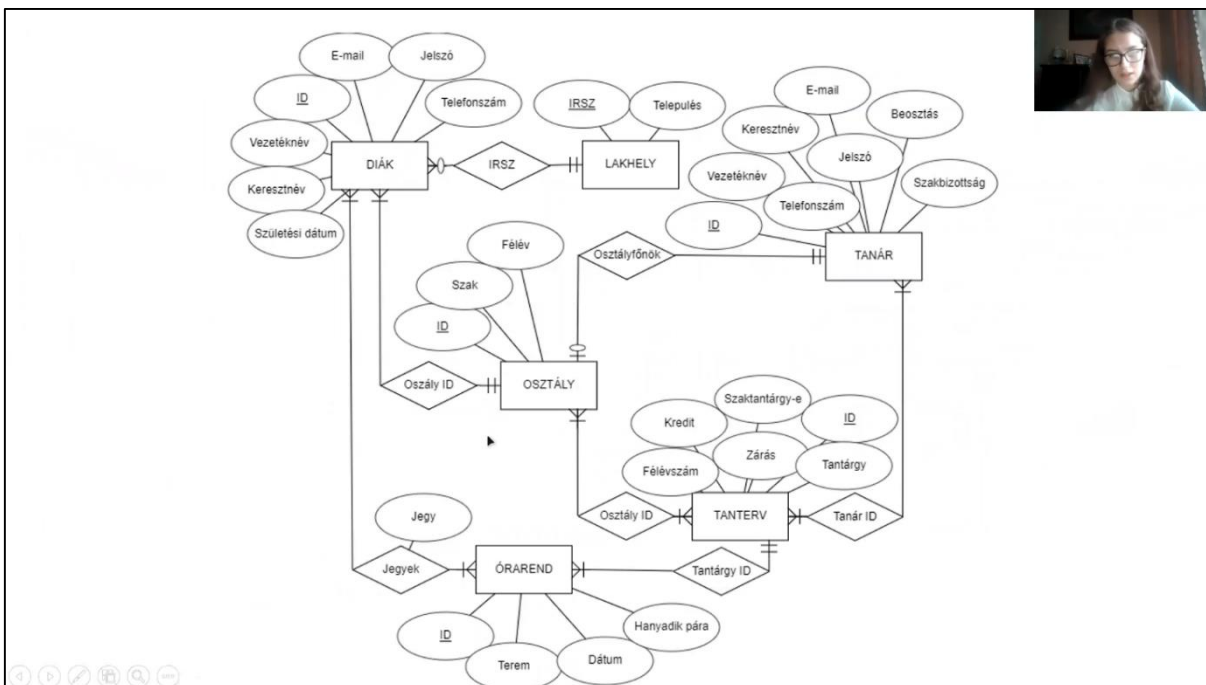 E-mail
Jelszó
ID
Telefonszám
Vezetéknév
Keresztnév
Születési dátum
DIÁK
IRSZ
IRSZ
Település
LAKHELY
E-mail
Beosztás
Keresztnév
Jelszó
Vezetéknév
Szakbizottság
Telefonszám
ID
TANÁR
Osztályfőnök
Félév
Szak
ID
OSZTÁLY
Oszály ID
Szaktantárgy-e
Kredit
ID
Zárás
Félévszám
Tantárgy
Osztály ID
TANTERV
Tanár ID
Jegy
Jegyek
ÓRAREND
Tantárgy ID
ID
Terem
Dátum
Hanyadik pára